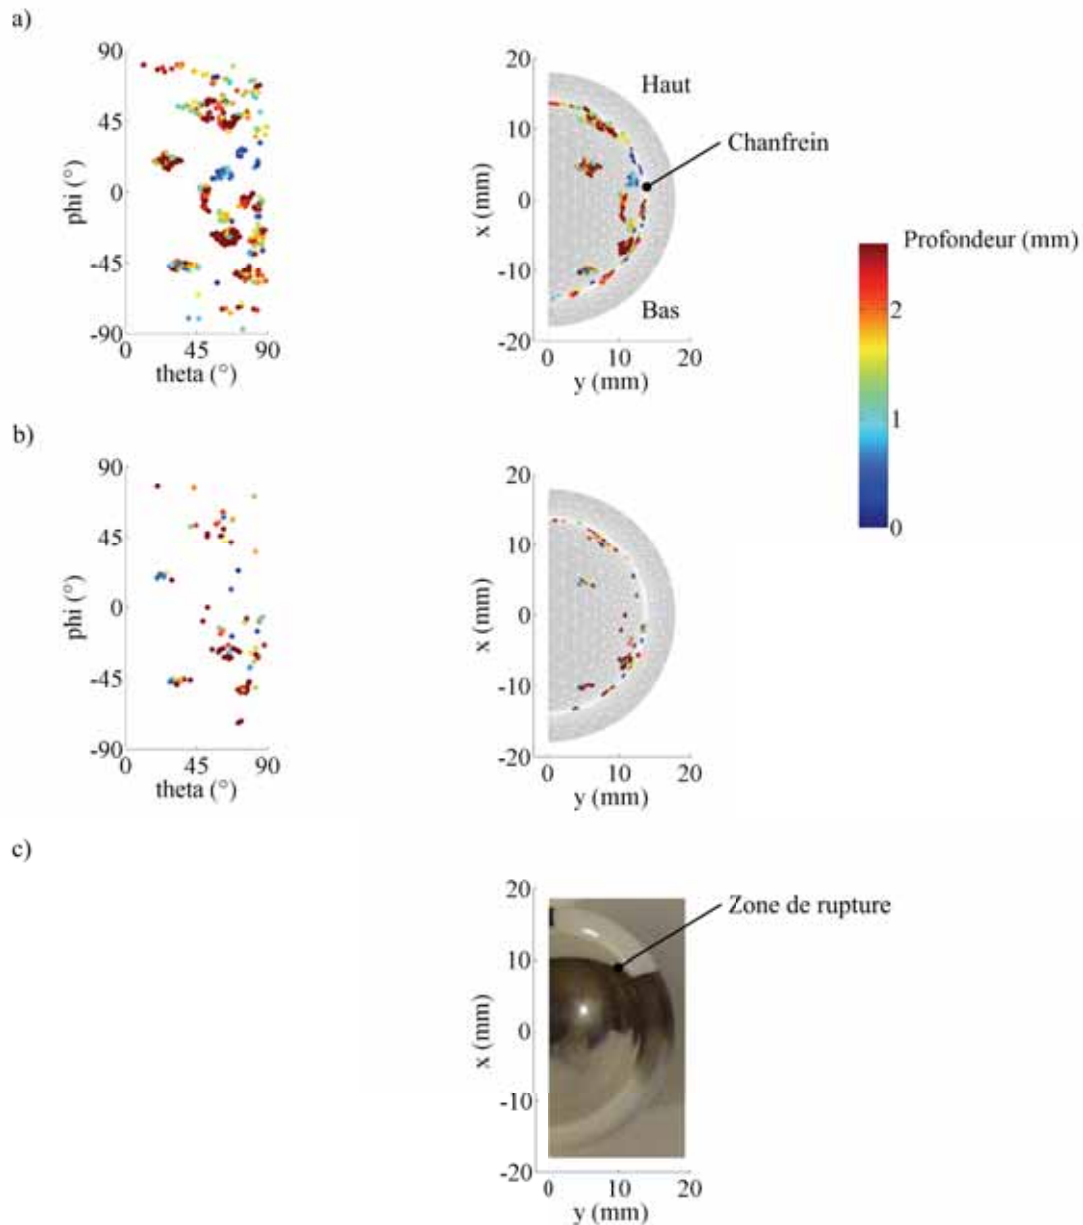 a)
90
45
0
-45
-90
phi (°)
0 45 90
theta (°)
20
10
0
-10
-20
x (mm)
0 10 20
y (mm)
Haut
Chanfrein
Bas
Profondeur (mm)
2
1
0
b)
90
45
0
-45
-90
phi (°)
0 45 90
theta (°)
20
10
0
-10
-20
x (mm)
0 10 20
y (mm)
c)
20
10
0
-10
-20
x (mm)
0 10 20
y (mm)
Zone de rupture